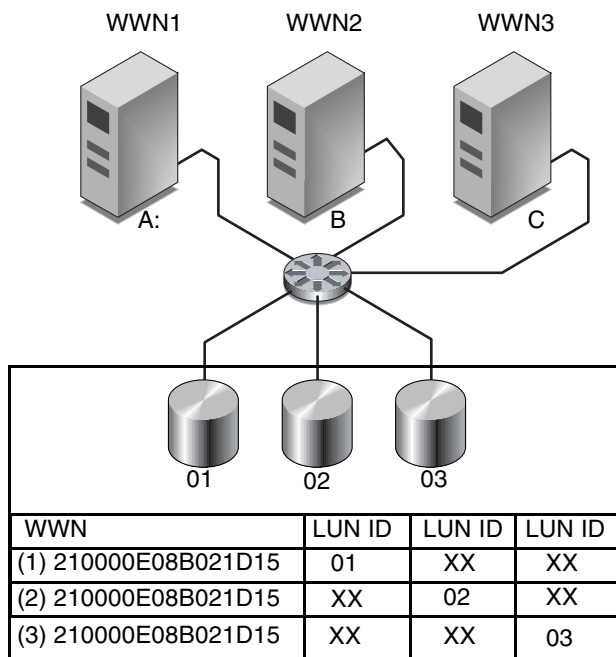 WWN1 WWN2 WWN3
A: B C
01 02 03
WWN LUN ID LUN ID LUN ID
(1) 210000E08B021D15 01 XX XX
(2) 210000E08B021D15 XX 02 XX
(3) 210000E08B021D15 XX XX 03